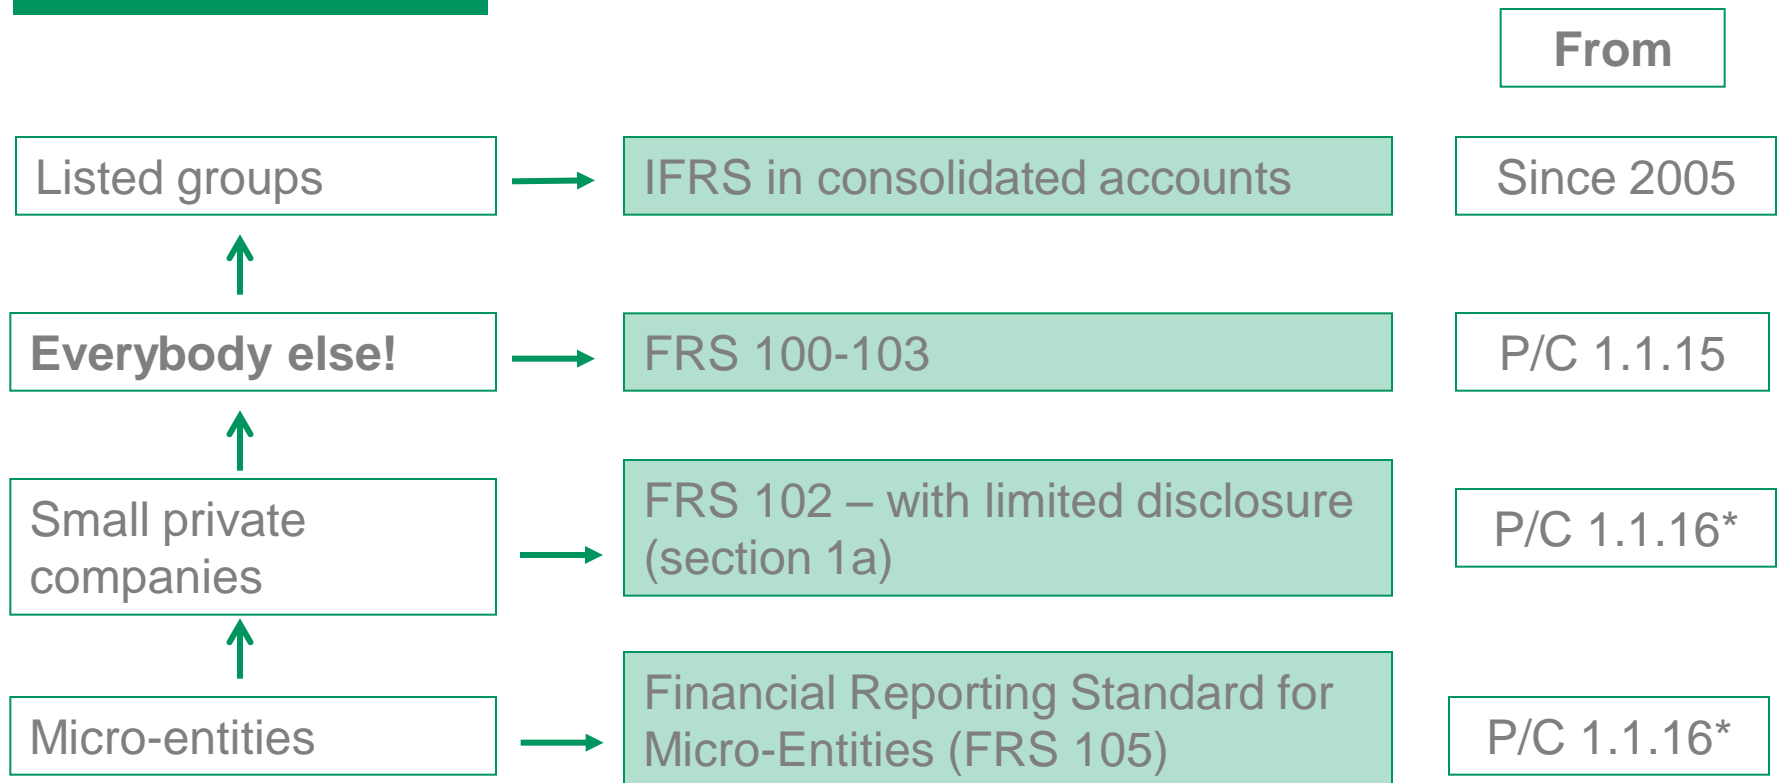 From
Listed groups
IFRS in consolidated accounts
Since 2005
Everybody else!
FRS 100-103
P/C 1.1.15
Small private
companies
FRS 102 – with limited disclosure
(section 1a)
P/C 1.1.16*
Micro-entities
Financial Reporting Standard for
Micro-Entities (FRS 105)
P/C 1.1.16*